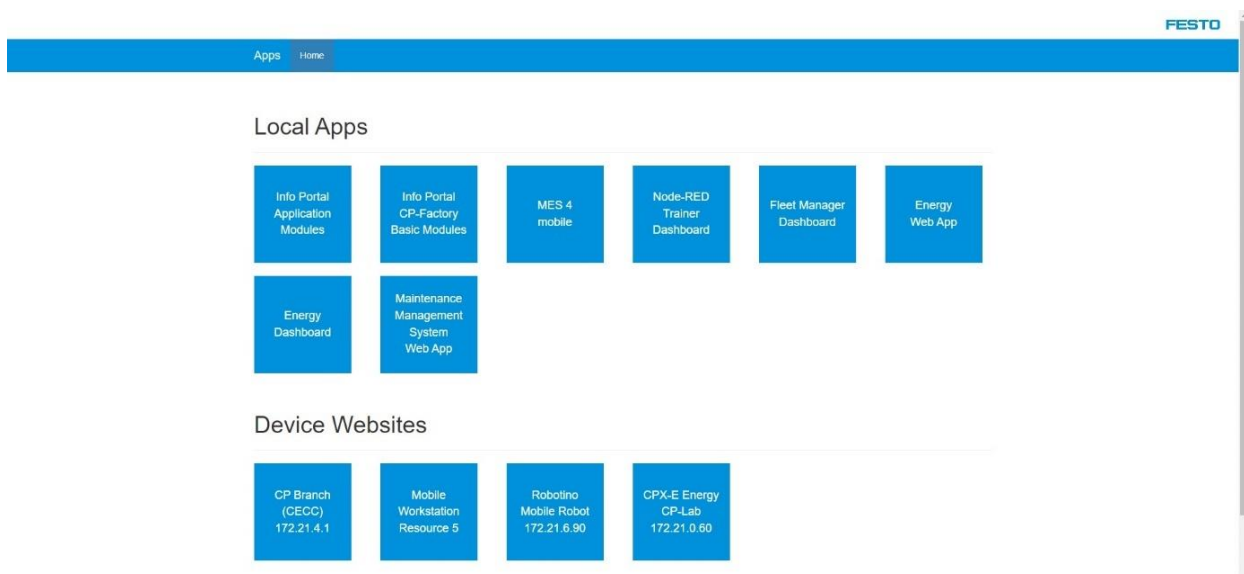 FESTO
Apps Home
Local Apps
Info Portal
Application
Modules
Info Portal
CP-Factory
Basic Modules
MES 4
mobile
Node-RED
Trainer
Dashboard
Fleet Manager
Dashboard
Energy
Web App
Energy
Dashboard
Maintenance
Management
System
Web App
Device Websites
CP Branch
(CECC)
172.21.4.1
Mobile
Workstation
Resource 5
Robotino
Mobile Robot
172.21.6.90
CPX-E Energy
CP-Lab
172.21.0.60